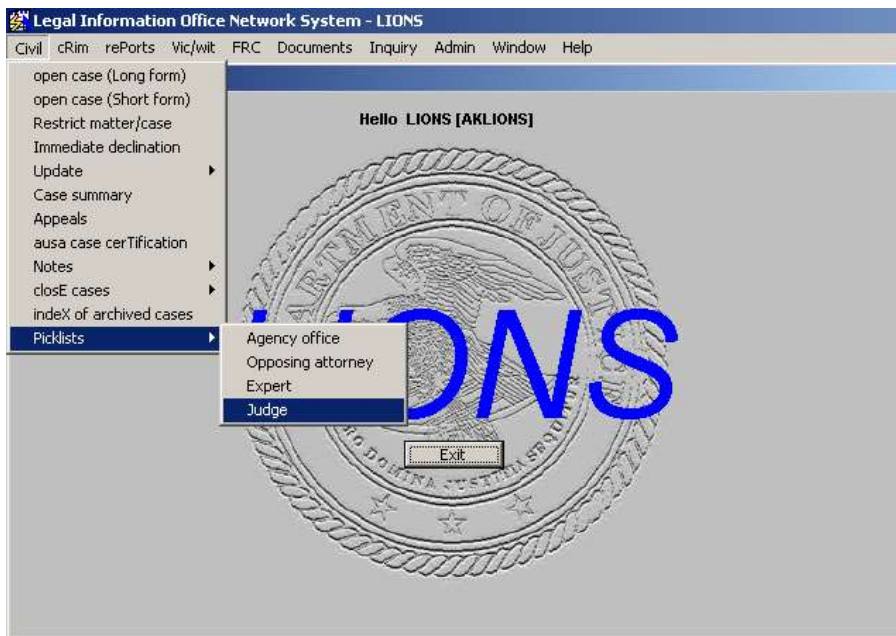 Legal Information Office Network System - LIONS
Civil cRim rePorts Vic/wit FRC Documents Inquiry Admin Window Help
open case (Long form)
open case (Short form)
Restrict matter/case
Immediate declination
Update
Case summary
Appeals
ausa case cerTification
Notes
closE cases
indeX of archived cases
Picklists
Agency office
Opposing attorney
Expert
Judge
Hello LIONS [AKLIONS]
LIONS
Exit